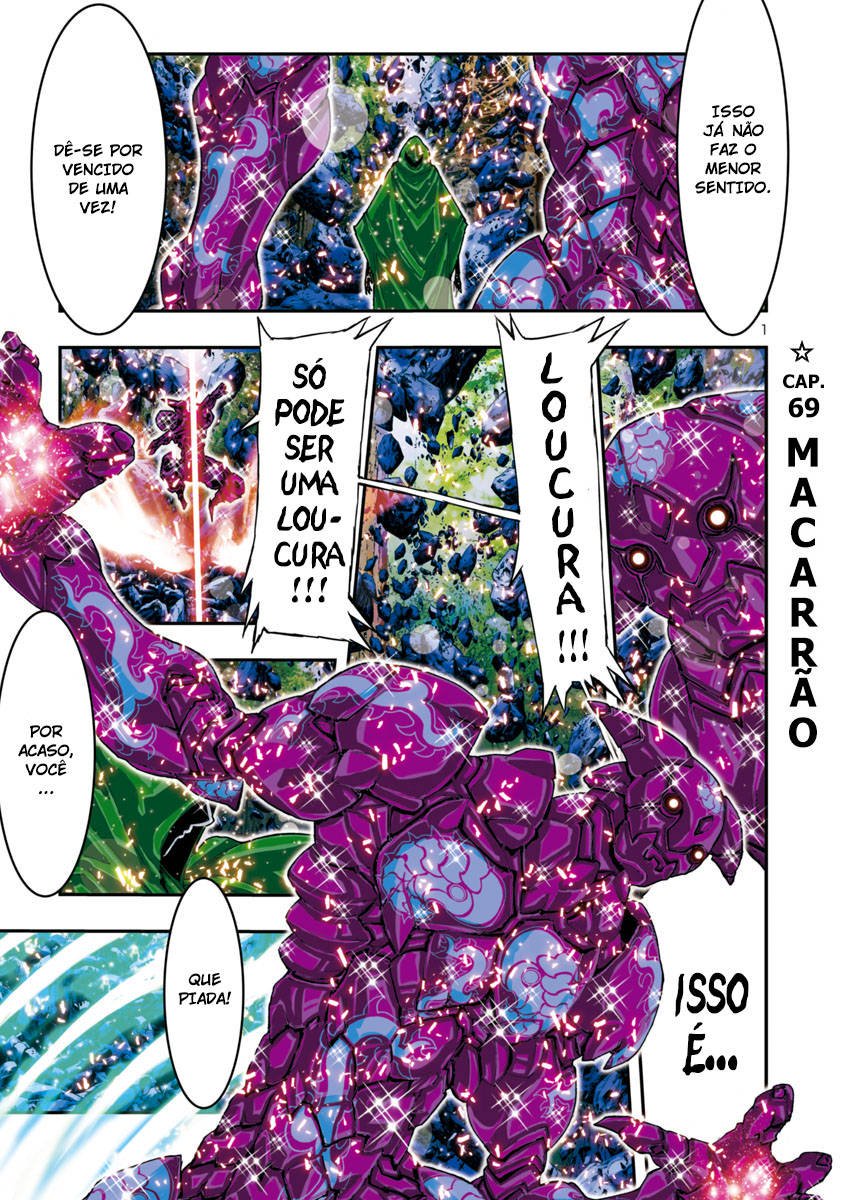 ISSO
JÁ NÃO
FAZ O
MENOR
SENTIDO.
DÊ-SE POR
VENCIDO
DE UMA
VEZ!
1
☆
CAP.
69
MACARRÃO
LOUCURA!!!
SÓ
PODE
SER
UMA
LOU-
CURA
!!!
POR
ACASO,
VOCÊ
...
ISSO
É...
QUE
PIADA!